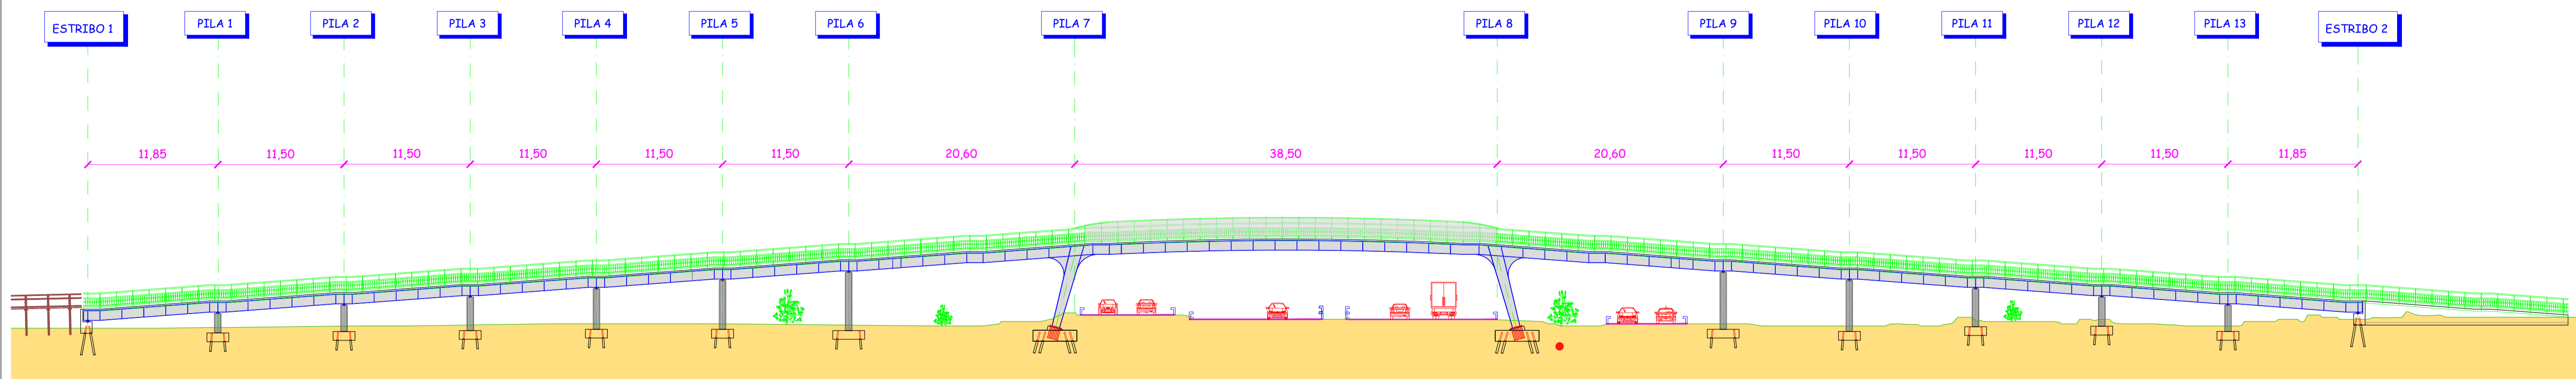 ESTRIBO 1
PILA 1
PILA 2
PILA 3
PILA 4
PILA 5
PILA 6
PILA 7
PILA 8
PILA 9
PILA 10
PILA 11
PILA 12
PILA 13
ESTRIBO 2
11,85
11,50
11,50
11,50
11,50
11,50
20,60
38,50
20,60
11,50
11,50
11,50
11,50
11,85